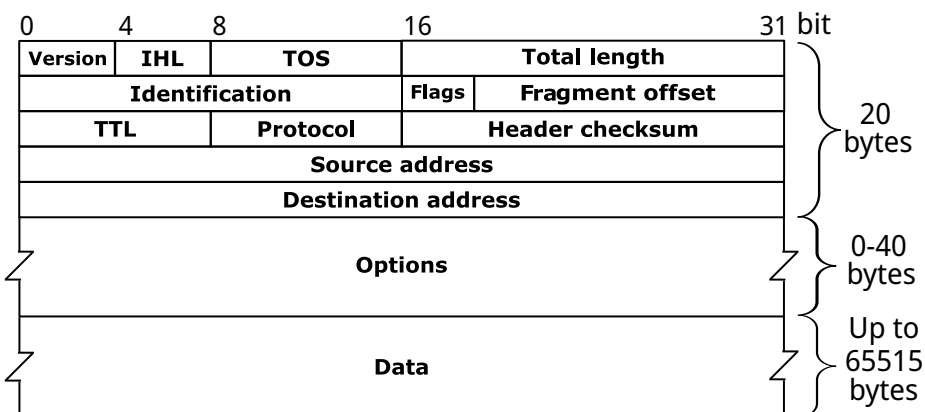 0 4 8 16 31 bit
Version IHL TOS Total length
Identification Flags Fragment offset
TTL Protocol Header checksum
Source address
Destination address
20
bytes
Options
0-40
bytes
Data
Up to
65515
bytes